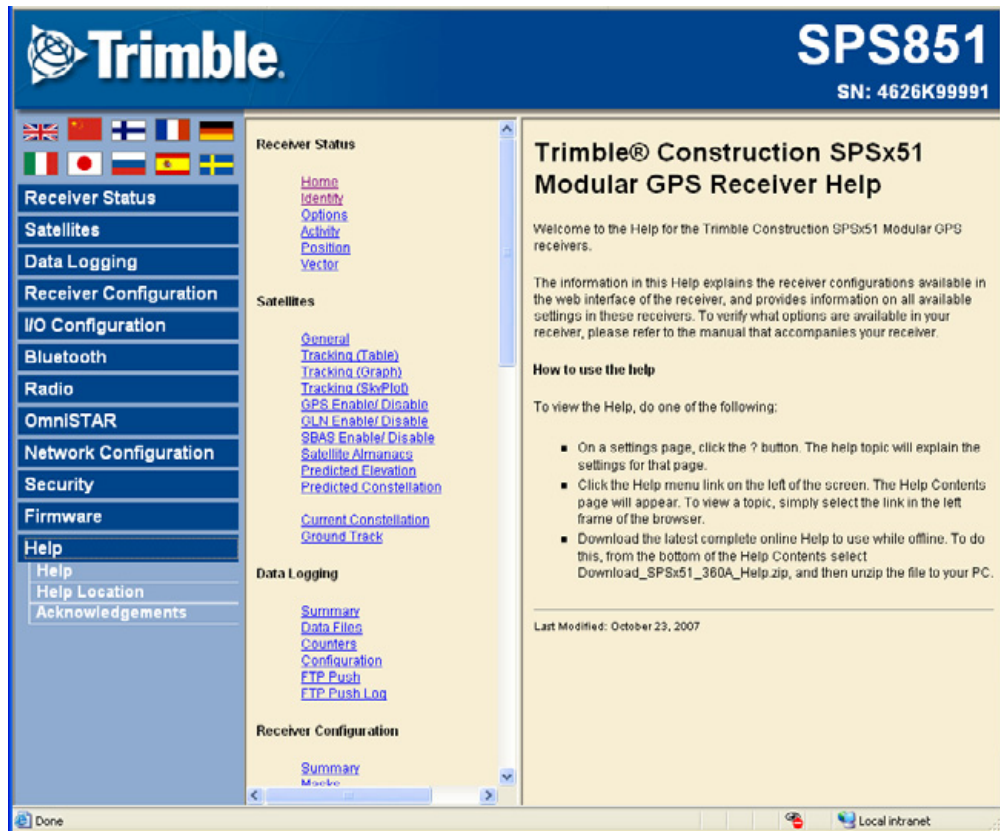 Trimble.
SPS851
SN: 4626K99991
Receiver Status
Satellites
Data Logging
Receiver Configuration
I/O Configuration
Bluetooth
Radio
OmniSTAR
Network Configuration
Security
Firmware
Help
Help
Help Location
Acknowledgements
Receiver Status
Home
Identity
Options
Activity
Position
Vector
Satellites
General
Tracking (Table)
Tracking (Graph)
Tracking (SkyPlot)
GPS Enable/ Disable
GLN Enable/ Disable
SBAS Enable/ Disable
Satellite Almanacs
Predicted Elevation
Predicted Constellation
Current Constellation
Ground Track
Data Logging
Summary
Data Files
Counters
Configuration
FTP Push
FTP Push Log
Receiver Configuration
Summary
Masks
Trimble® Construction SPSx51
Modular GPS Receiver Help
Welcome to the Help for the Trimble Construction SPSx51 Modular GPS
receivers.
The information in this Help explains the receiver configurations available in
the web interface of the receiver, and provides information on all available
settings in these receivers. To verify what options are available in your
receiver, please refer to the manual that accompanies your receiver.
How to use the help
To view the Help, do one of the following:
■ On a settings page, click the ? button. The help topic will explain the
settings for that page.
■ Click the Help menu link on the left of the screen. The Help Contents
page will appear. To view a topic, simply select the link in the left
frame of the browser.
■ Download the latest complete online Help to use while offline. To do
this, from the bottom of the Help Contents select
Download_SPSx51_360A_Help.zip, and then unzip the file to your PC.
Last Modified: October 23, 2007
Done
Local intranet